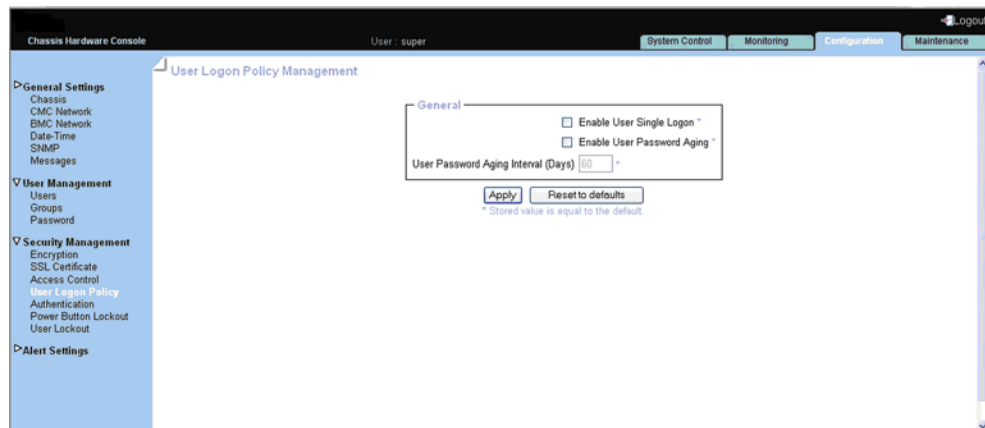 Logout
Chassis Hardware Console
User : super
System Control
Monitoring
Configuration
Maintenance
General Settings
Chassis
CMC Network
BMC Network
Date-Time
SNMP
Messages
User Management
Users
Groups
Password
Security Management
Encryption
SSL Certificate
Access Control
User Logon Policy
Authentication
Power Button Lockout
User Lockout
Alert Settings
User Logon Policy Management
General
Enable User Single Logon *
Enable User Password Aging *
User Password Aging Interval (Days) 60 *
Apply
Reset to defaults
* Stored value is equal to the default.